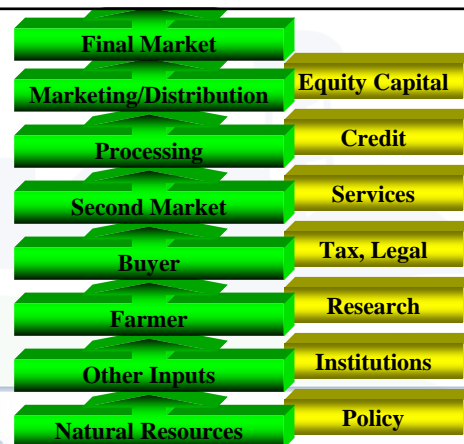 Final Market
Marketing/Distribution
Processing
Second Market
Buyer
Farmer
Other Inputs
Natural Resources
Equity Capital
Credit
Services
Tax, Legal
Research
Institutions
Policy